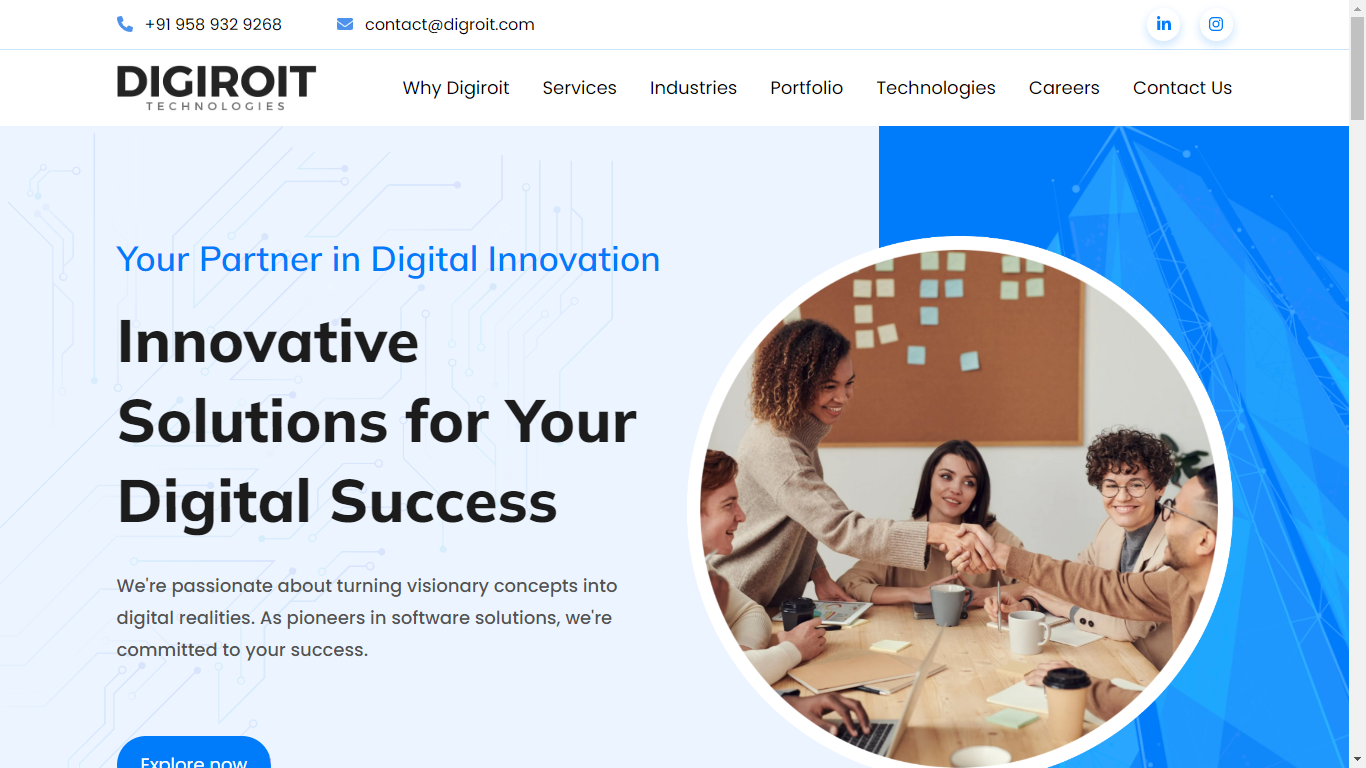 +91 958 932 9268
contact@digroit.com
DIGIROIT
TECHNOLOGIES
Why Digiroit
Services
Industries
Portfolio
Technologies
Careers
Contact Us
Your Partner in Digital Innovation
Innovative
Solutions for Your
Digital Success
We're passionate about turning visionary concepts into
digital realities. As pioneers in software solutions, we're
committed to your success.
Explore now